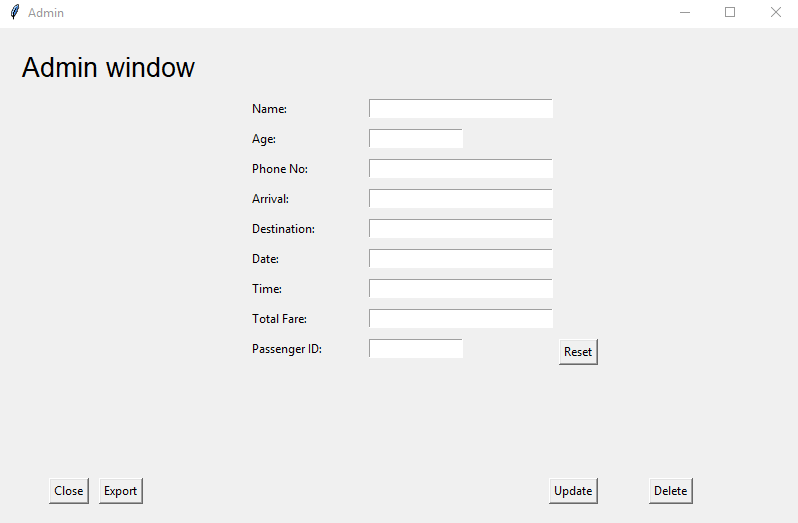 Admin
Admin window
Name:
Age:
Phone No:
Arrival:
Destination:
Date:
Time:
Total Fare:
Passenger ID:
Reset
Close Export Update Delete